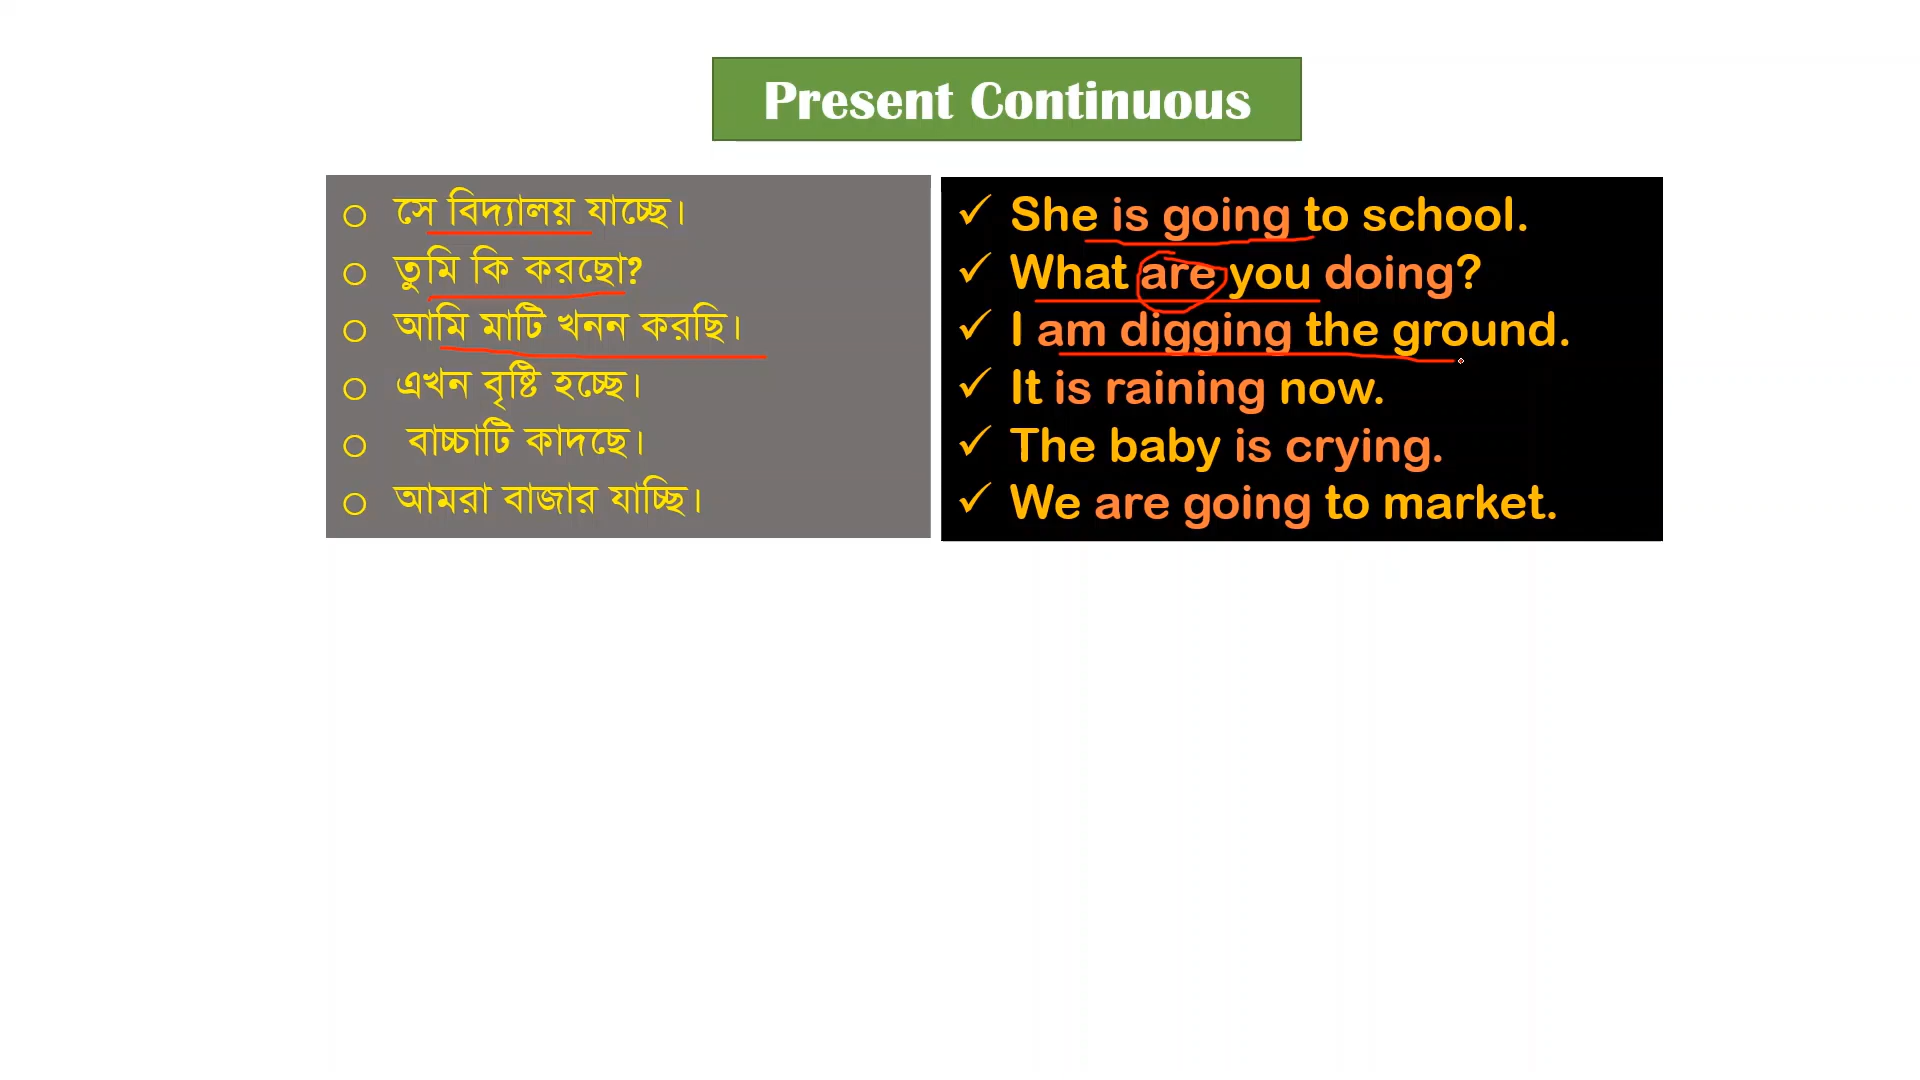 Present Continuous
সে বিদ্যালয় যাচ্ছে।
তুমি কি করছো?
আমি মাটি খনন করছি।
এখন বৃষ্টি হচ্ছে।
বাচ্চাটি কাদছে।
আমরা বাজার যাচ্ছি।
She is going to school.
What are you doing?
I am digging the ground.
It is raining now.
The baby is crying.
We are going to market.